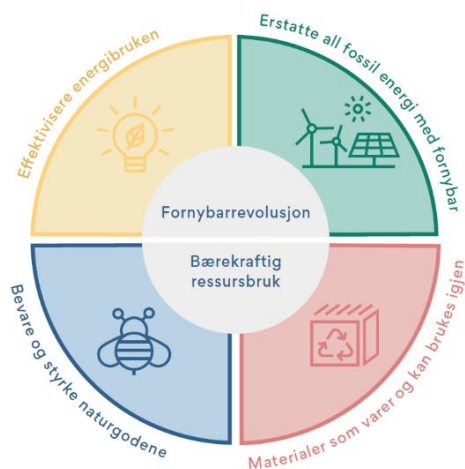 Effektivisere energibruken
Erstatte all fossil energi med fornybar
Fornybarrevolusjon
Bærekraftig
ressursbruk
Bevare og styrke naturgodene
Materialer som varer og kan brukes igjen